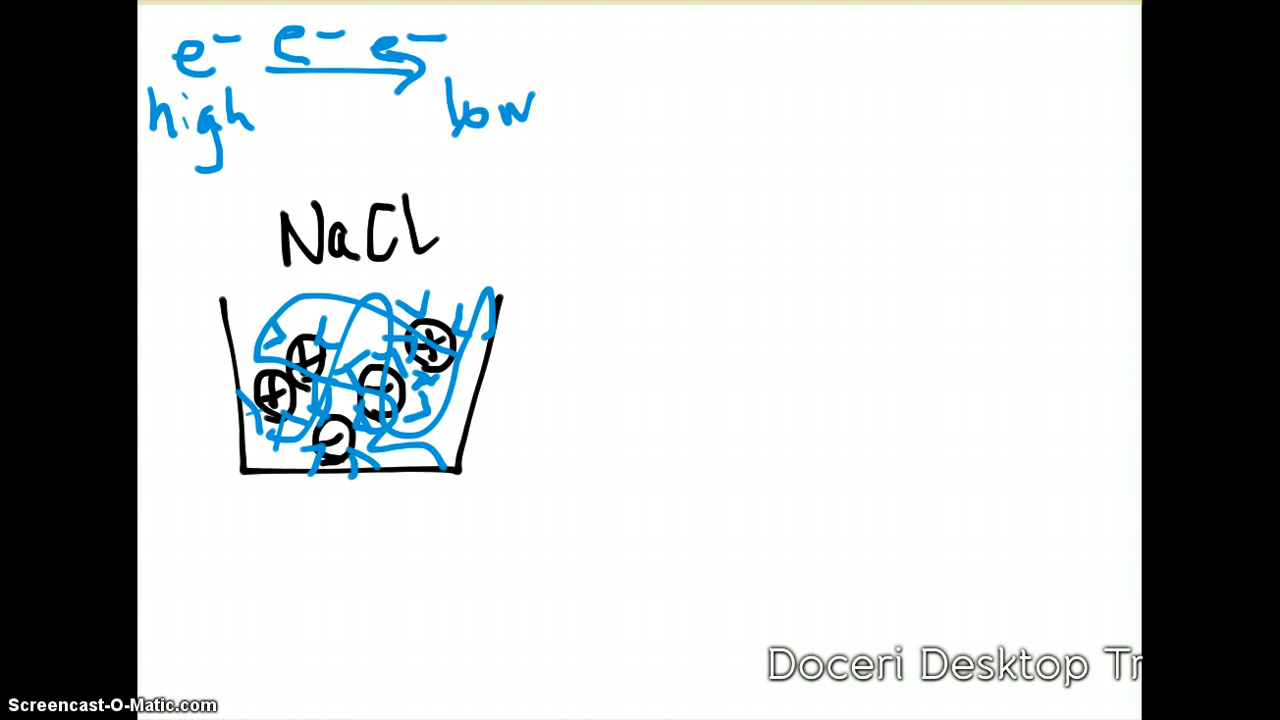 e⁻ e⁻ e⁻
high low
NaCl
+ + + - -
Doceri Desktop Tr
Screencast-O-Matic.com